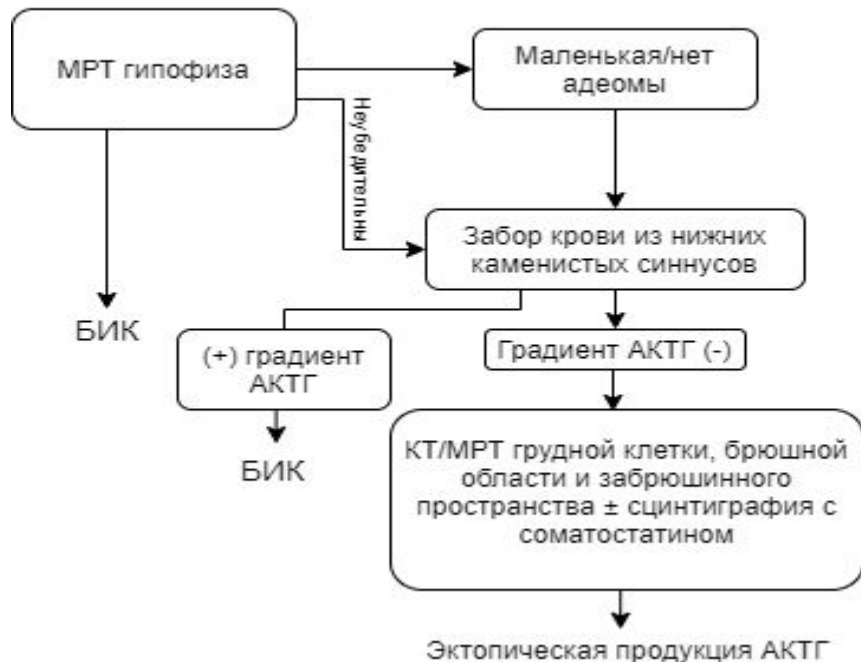 МРТ гипофиза
Маленькая/нет
адеомы
Неубедительны
Забор крови из нижних
каменистых синнусов
БИК
(+) градиент
АКТГ
Градиент АКТГ (-)
БИК
КТ/МРТ грудной клетки, брюшной
области и забрюшинного
пространства ± сцинтиграфия с
соматостатином
Эктопическая продукция АКТГ